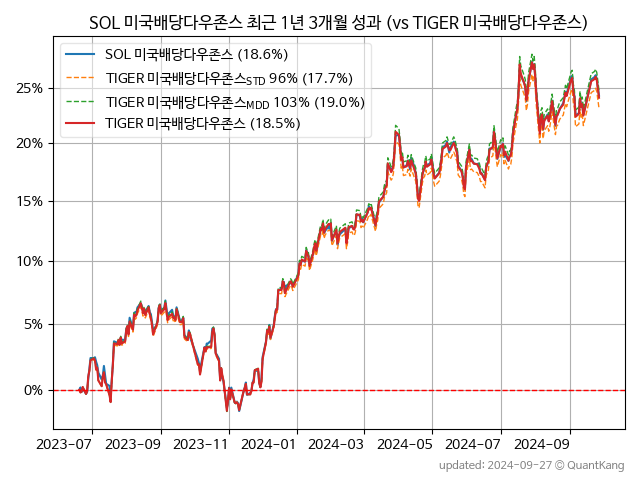 SOL 미국배당다우존스 최근 1년 3개월 성과 (vs TIGER 미국배당다우존스)
SOL 미국배당다우존스 (18.6%)
TIGER 미국배당다우존스STD 96% (17.7%)
TIGER 미국배당다우존스MDD 103% (19.0%)
TIGER 미국배당다우존스 (18.5%)
25%
20%
15%
10%
5%
0%
2023-07 2023-09 2023-11 2024-01 2024-03 2024-05 2024-07 2024-09
updated: 2024-09-27 © QuantKang